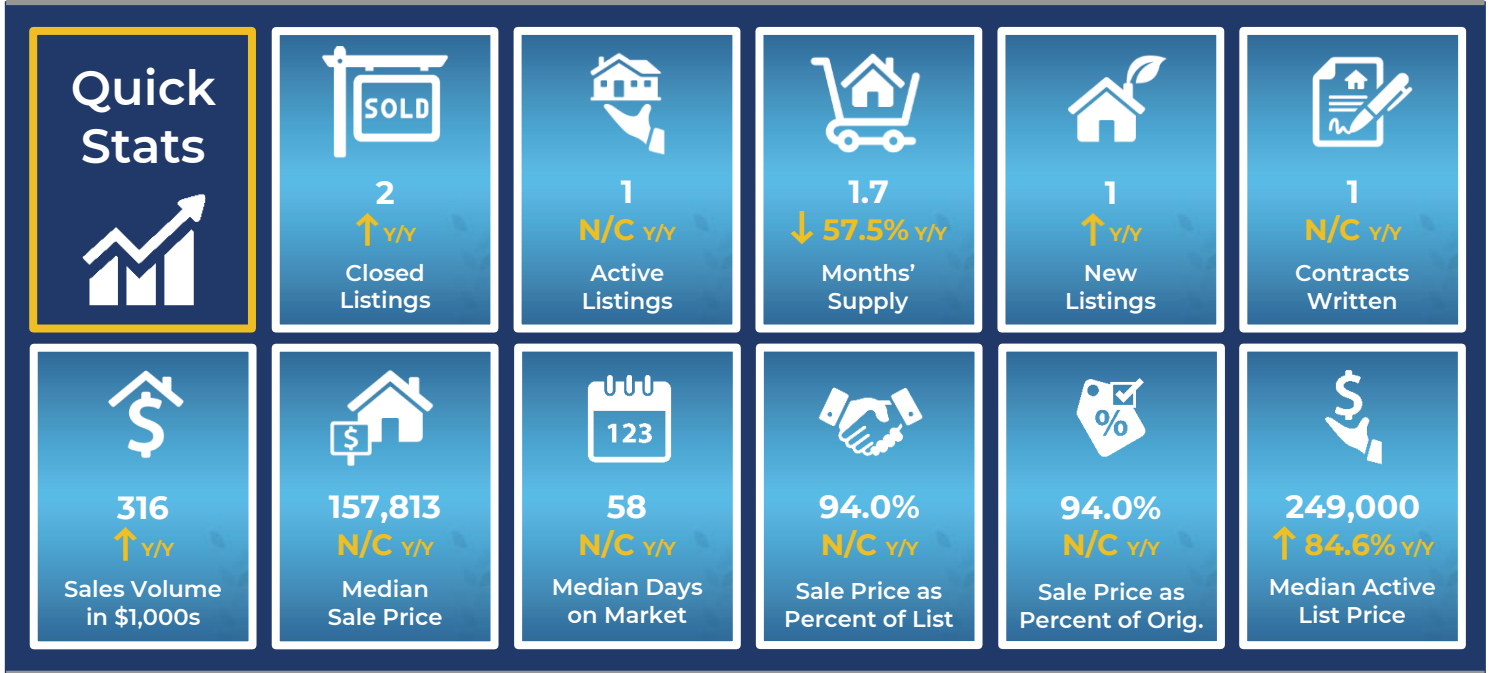 Quick
Stats
SOLD
2
↑ Y/Y
Closed
Listings
1
N/C Y/Y
Active
Listings
1.7
↓ 57.5% Y/Y
Months’
Supply
1
↑ Y/Y
New
Listings
1
N/C Y/Y
Contracts
Written
$
316
↑ Y/Y
Sales Volume
in $1,000s
$
157,813
N/C Y/Y
Median
Sale Price
123
58
N/C Y/Y
Median Days
on Market
94.0%
N/C Y/Y
Sale Price as
Percent of List
%
94.0%
N/C Y/Y
Sale Price as
Percent of Orig.
$
249,000
↑ 84.6% Y/Y
Median Active
List Price